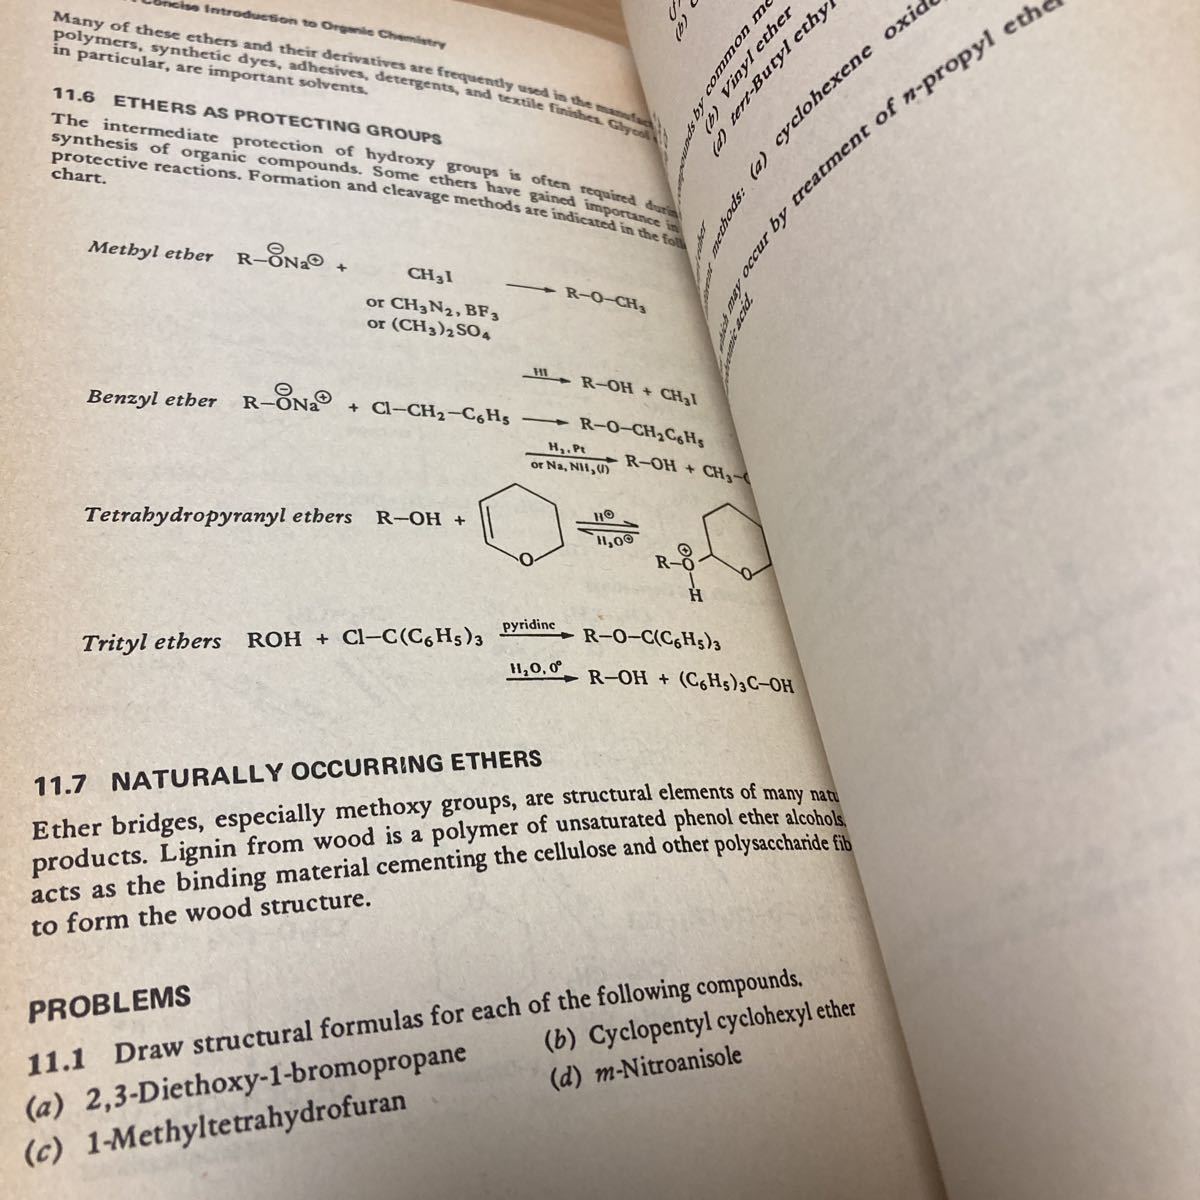 Concise Introduction to Organic Chemistry
Many of these ethers and their derivatives are frequently used in the
polymers, synthetic dyes, adhesives, detergents, and textile finishes. Glycol
in particular, are important solvents.
11.6 ETHERS AS PROTECTING GROUPS
The intermediate protection of hydroxy groups is often required
synthesis of organic compounds. Some ethers have gained importance in
protective reactions. Formation and cleavage methods are indicated in the
chart.
Methyl ether R–O⊖Na⊕ + CH₃I → R–O–CH₃
or CH₃N₂, BF₃
or (CH₃)₂SO₄
HI → R–OH + CH₃I
Benzyl ether R–O⊖Na⊕ + Cl–CH₂–C₆H₅ → R–O–CH₂C₆H₅
H₂, Pt
or Na, NH₃(l) → R–OH + CH₃–
Tetrahydropyranyl ethers R–OH + O H⊕ ⇌ H₃O⊕ R–O⊕ O
H
Trityl ethers ROH + Cl–C(C₆H₅)₃ pyridine → R–O–C(C₆H₅)₃
H₂O, 0° → R–OH + (C₆H₅)₃C–OH
11.7 NATURALLY OCCURRING ETHERS
Ether bridges, especially methoxy groups, are structural elements of many
products. Lignin from wood is a polymer of unsaturated phenol ether alcohols,
acts as the binding material cementing the cellulose and other polysaccharide
to form the wood structure.
PROBLEMS
11.1 Draw structural formulas for each of the following compounds.
(a) 2,3-Diethoxy-1-bromopropane (b) Cyclopentyl cyclohexyl ether
(c) 1-Methyltetrahydrofuran (d) m-Nitroanisole
(b)
by common
(b) Vinyl ether
(d) tert-Butyl ethyl
methods: (a) cyclohexene
which may occur by treatment of n-propyl
acid.